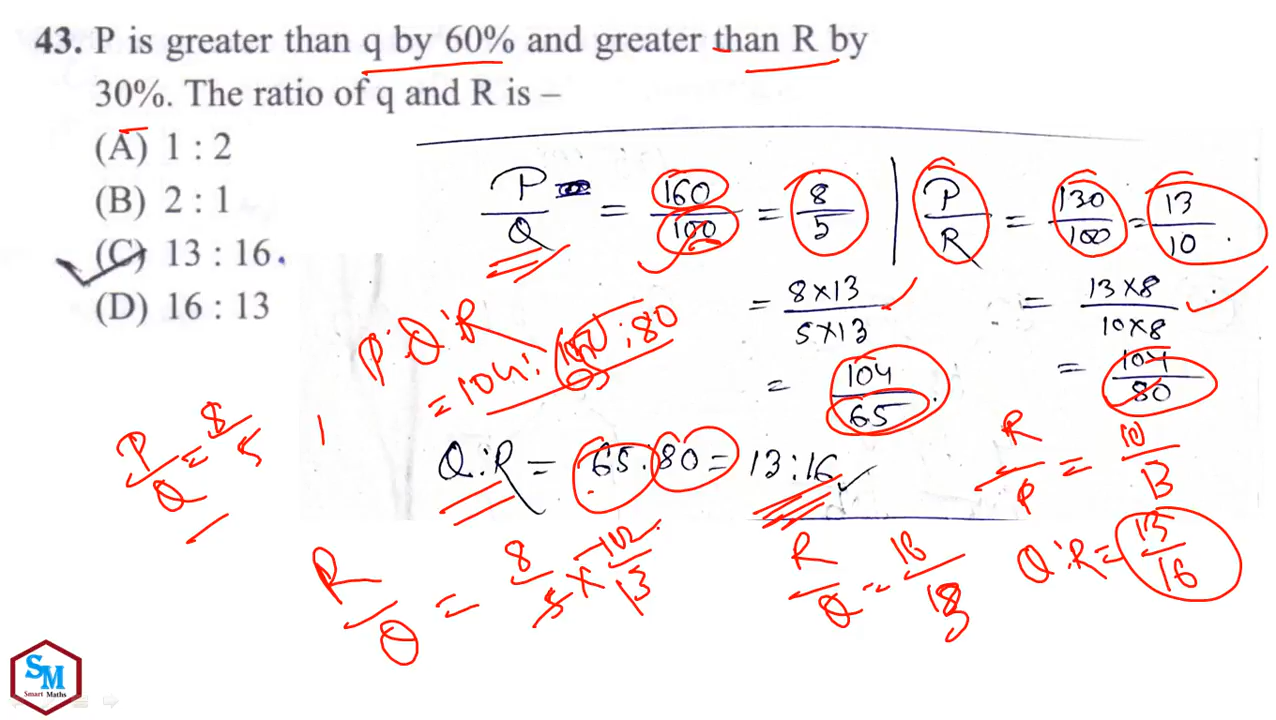 43. P is greater than q by 60% and greater than R by
30%. The ratio of q and R is –
(A) 1 : 2
(B) 2 : 1
(C) 13 : 16.
(D) 16 : 13
P/Q = 160/100 = 8/5 | P/R = 130/100 = 13/10
= 8×13/5×13 = 13×8/10×8
= 104/65 = 104/80
P:Q:R
= 104: 65 :80
P/Q = 8/5
Q:R = 65:80 = 13:16
R/P = 10/13
R/Q = 8/5 × 10/13
R/Q = 16/13
Q:R = 13/16
SM
Smart Maths